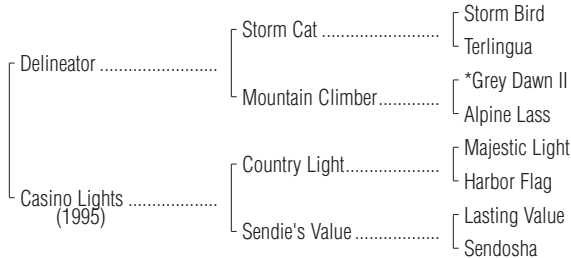 Storm Bird
Storm Cat ........................
Terlingua
Delineator ........................
*Grey Dawn II
Mountain Climber.............
Alpine Lass
Majestic Light
Country Light...................
Harbor Flag
Casino Lights ..................
(1995)
Lasting Value
Sendie's Value .................
Sendosha